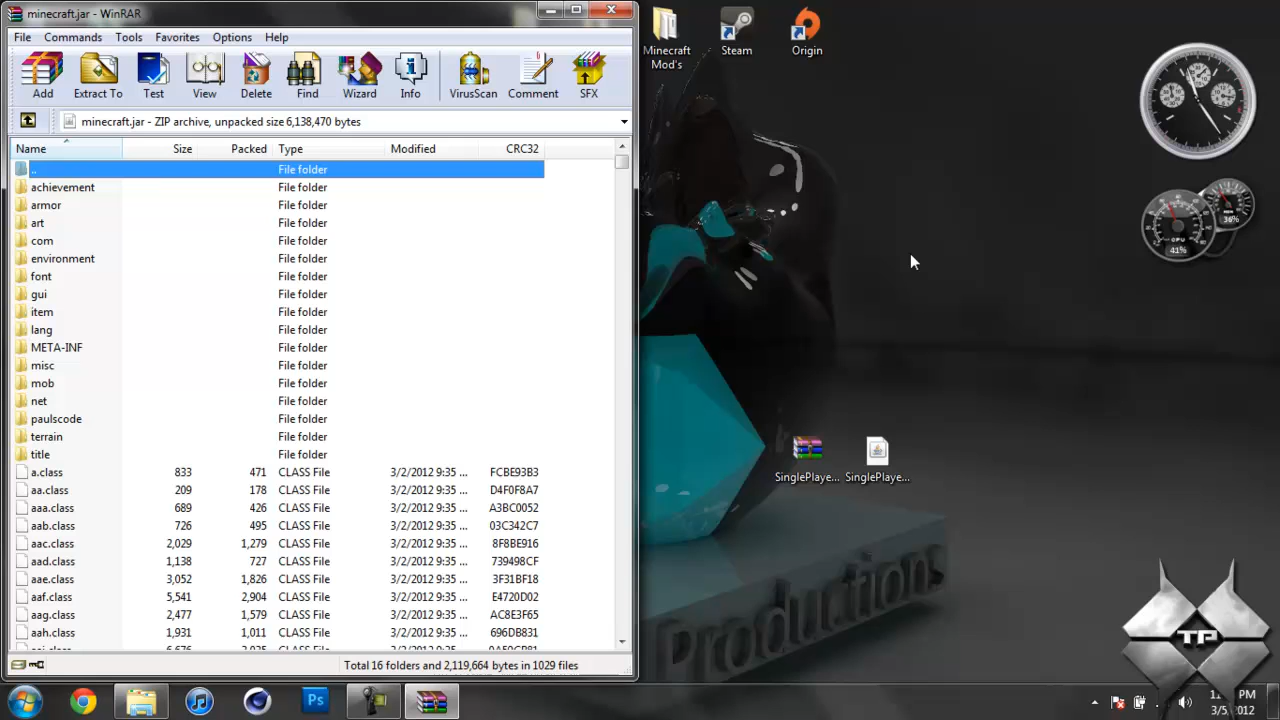 minecraft.jar - WinRAR
File Commands Tools Favorites Options Help
Add Extract To Test View Delete Find Wizard Info VirusScan Comment SFX
minecraft.jar - ZIP archive, unpacked size 6,138,470 bytes
Name Size Packed Type Modified CRC32
.. File folder
achievement File folder
armor File folder
art File folder
com File folder
environment File folder
font File folder
gui File folder
item File folder
lang File folder
META-INF File folder
misc File folder
mob File folder
net File folder
paulscode File folder
terrain File folder
title File folder
a.class 833 471 CLASS File 3/2/2012 9:35 ... FCBE93B3
aa.class 209 178 CLASS File 3/2/2012 9:35 ... D4F0F8A7
aaa.class 689 426 CLASS File 3/2/2012 9:35 ... A3BC0052
aab.class 726 495 CLASS File 3/2/2012 9:35 ... 03C342C7
aac.class 2,029 1,279 CLASS File 3/2/2012 9:35 ... 8F8BE916
aad.class 1,138 727 CLASS File 3/2/2012 9:35 ... 739498CF
aae.class 3,052 1,826 CLASS File 3/2/2012 9:35 ... 3F31BF18
aaf.class 5,541 2,904 CLASS File 3/2/2012 9:35 ... E4720D02
aag.class 2,477 1,579 CLASS File 3/2/2012 9:35 ... AC8E3F65
aah.class 1,931 1,011 CLASS File 3/2/2012 9:35 ... 696DB831
Total 16 folders and 2,119,664 bytes in 1029 files
Minecraft
Mod's
Steam
Origin
36%
CPU
41%
SinglePlaye...
SinglePlaye...
Productions
TP
Ps
PM
3/5/2012